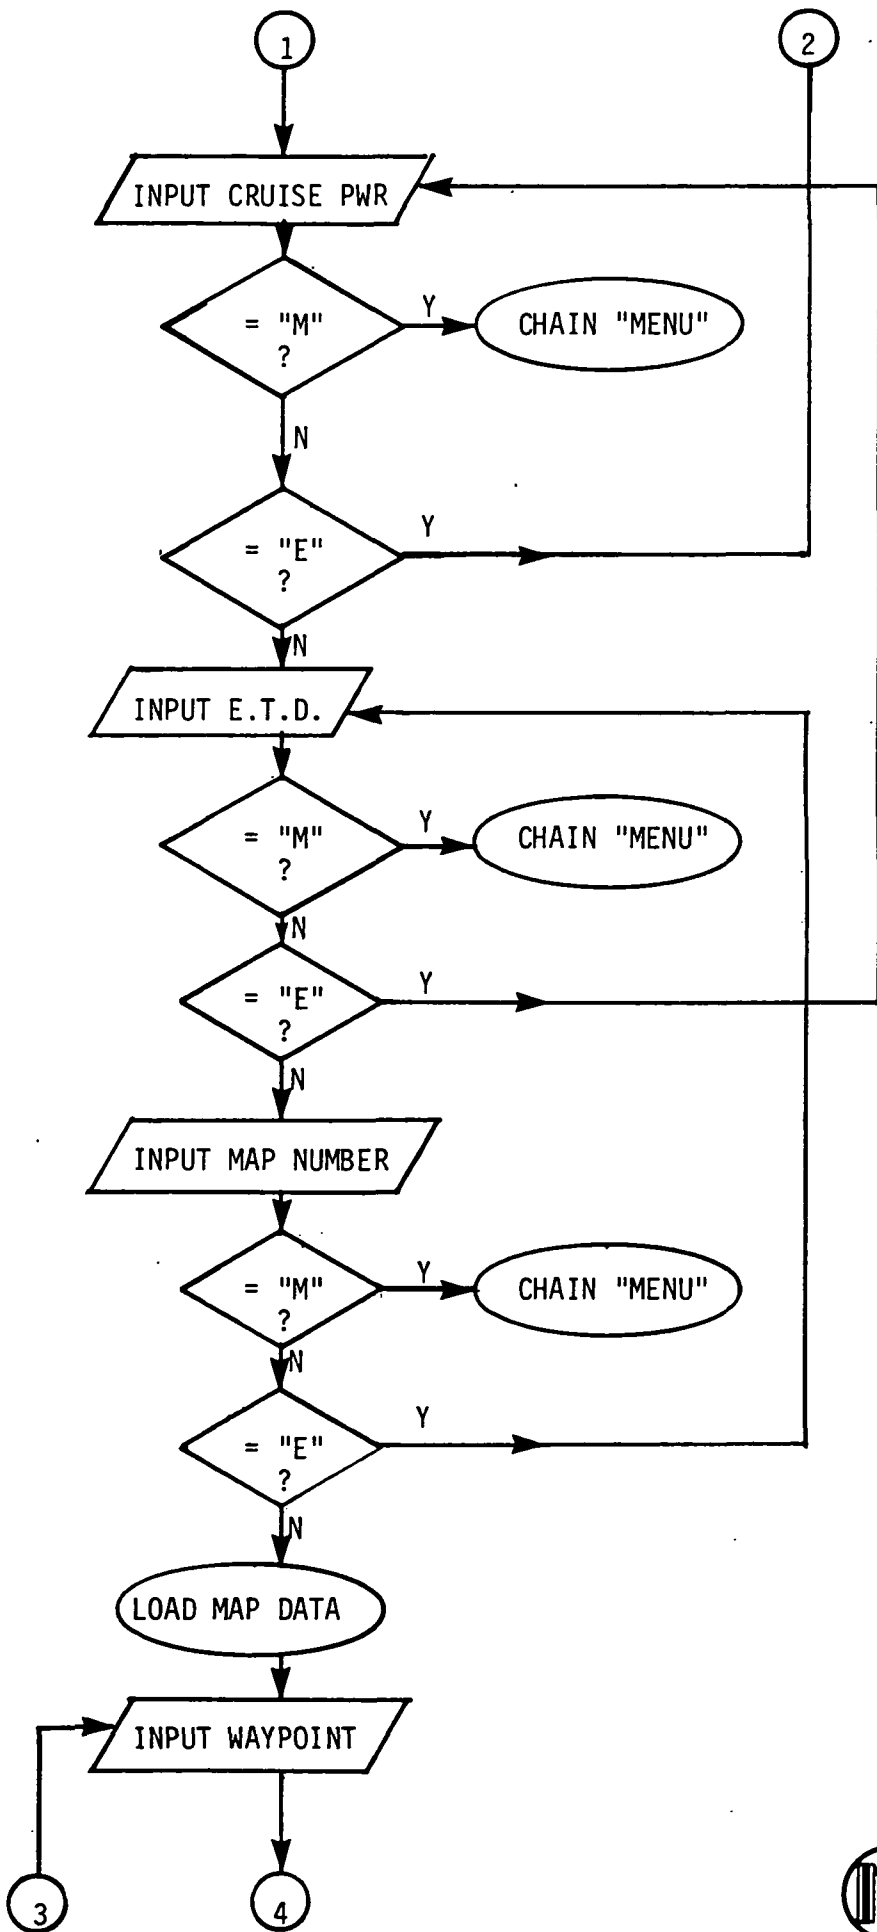 1
2
INPUT CRUISE PWR
= "M"
?
Y
CHAIN "MENU"
N
= "E"
?
Y
N
INPUT E.T.D.
= "M"
?
Y
CHAIN "MENU"
N
= "E"
?
Y
N
INPUT MAP NUMBER
= "M"
?
Y
CHAIN "MENU"
N
= "E"
?
Y
N
LOAD MAP DATA
INPUT WAYPOINT
3
4